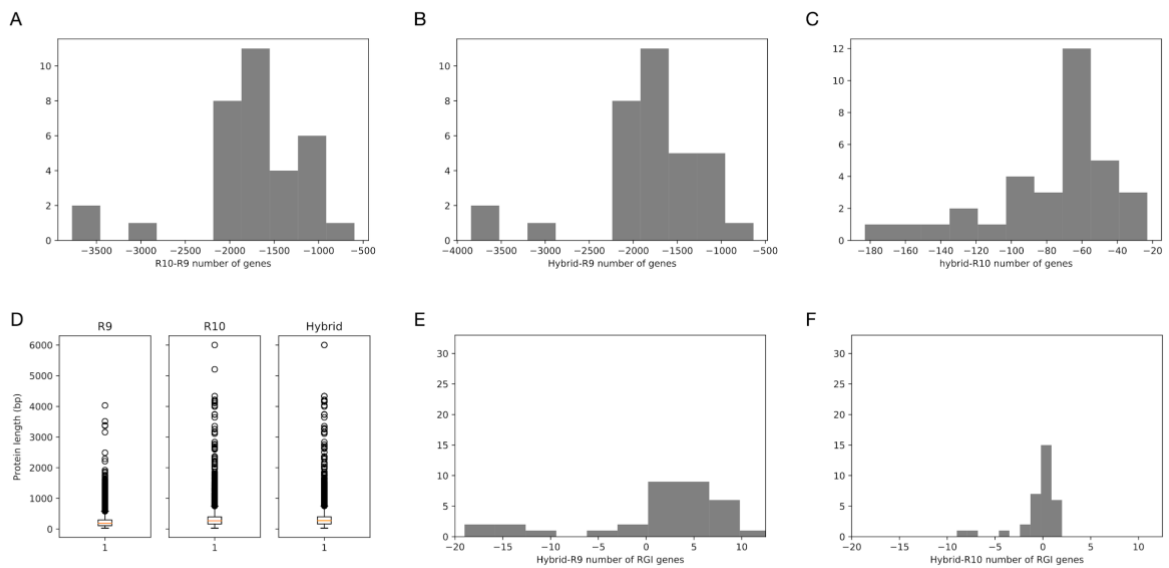 A
10
8
6
4
2
0
−3500 −3000 −2500 −2000 −1500 −1000 −500
R10-R9 number of genes
B
10
8
6
4
2
0
−4000 −3500 −3000 −2500 −2000 −1500 −1000 −500
Hybrid-R9 number of genes
C
12
10
8
6
4
2
0
−180 −160 −140 −120 −100 −80 −60 −40 −20
hybrid-R10 number of genes
D
R9 R10 Hybrid
Protein length (bp)
6000
5000
4000
3000
2000
1000
0
1 1 1
E
30
25
20
15
10
5
0
−20 −15 −10 −5 0 5 10
Hybrid-R9 number of RGI genes
F
30
25
20
15
10
5
0
−20 −15 −10 −5 0 5 10
Hybrid-R10 number of RGI genes